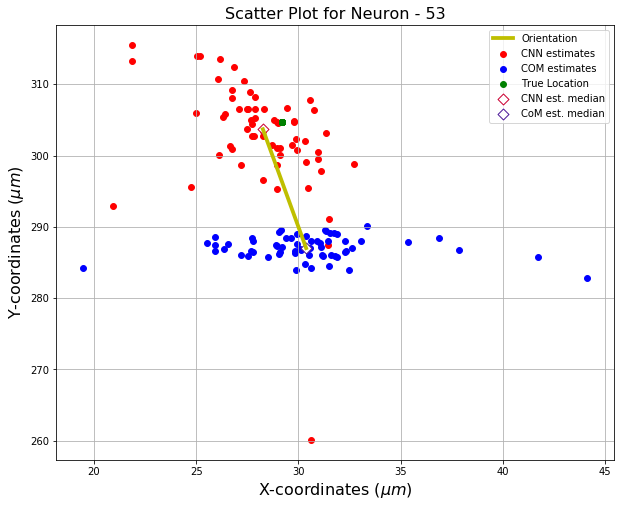 Scatter Plot for Neuron - 53
Orientation
CNN estimates
COM estimates
True Location
CNN est. median
CoM est. median
Y-coordinates (μm)
310
300
290
280
270
260
20 25 30 35 40 45
X-coordinates (μm)